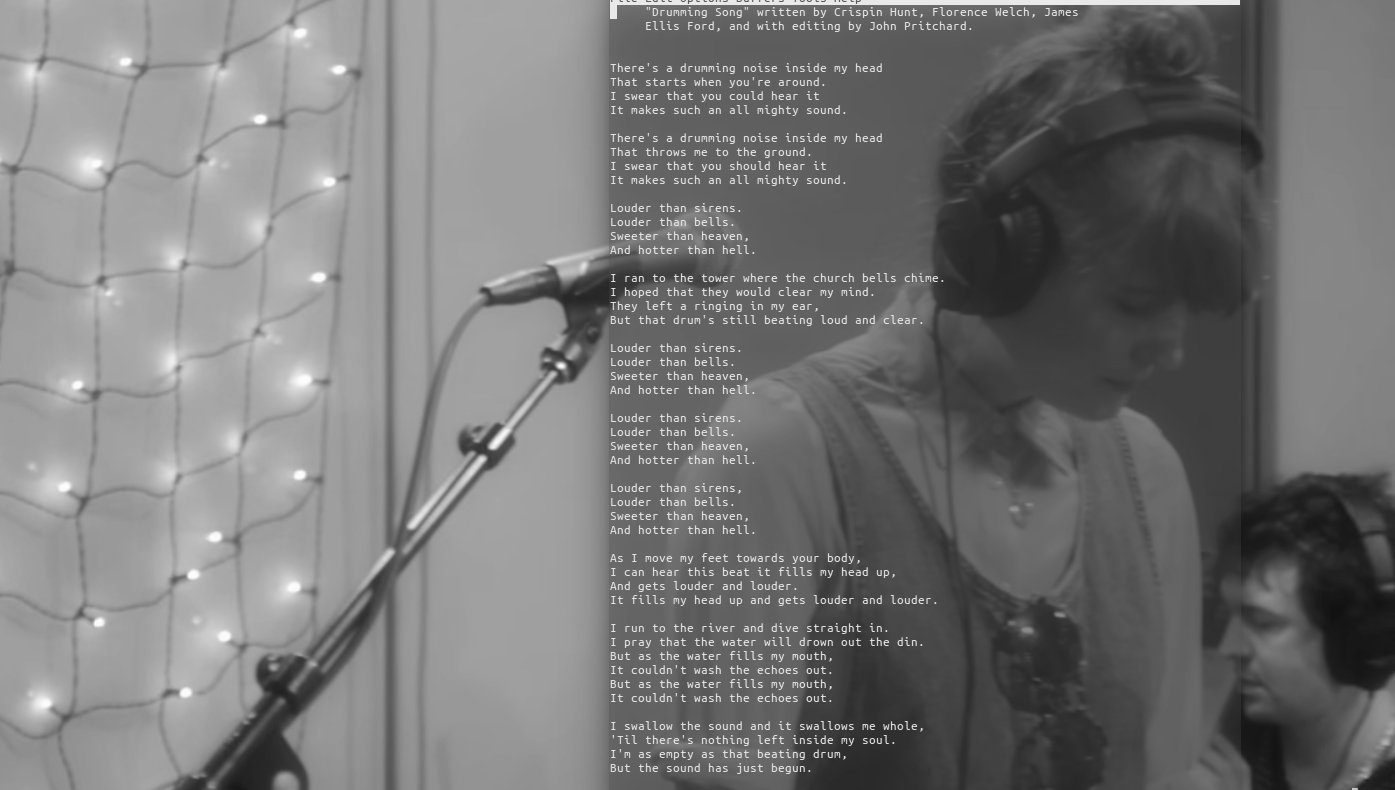 File Edit Options Buffers Tools Help
"Drumming Song" written by Crispin Hunt, Florence Welch, James
Ellis Ford, and with editing by John Pritchard.
There's a drumming noise inside my head
That starts when you're around.
I swear that you could hear it
It makes such an all mighty sound.
There's a drumming noise inside my head
That throws me to the ground.
I swear that you should hear it
It makes such an all mighty sound.
Louder than sirens.
Louder than bells.
Sweeter than heaven,
And hotter than hell.
I ran to the tower where the church bells chime.
I hoped that they would clear my mind.
They left a ringing in my ear,
But that drum's still beating loud and clear.
Louder than sirens.
Louder than bells.
Sweeter than heaven,
And hotter than hell.
Louder than sirens.
Louder than bells.
Sweeter than heaven,
And hotter than hell.
Louder than sirens,
Louder than bells.
Sweeter than heaven,
And hotter than hell.
As I move my feet towards your body,
I can hear this beat it fills my head up,
And gets louder and louder.
It fills my head up and gets louder and louder.
I run to the river and dive straight in.
I pray that the water will drown out the din.
But as the water fills my mouth,
It couldn't wash the echoes out.
But as the water fills my mouth,
It couldn't wash the echoes out.
I swallow the sound and it swallows me whole,
'Til there's nothing left inside my soul.
I'm as empty as that beating drum,
But the sound has just begun.